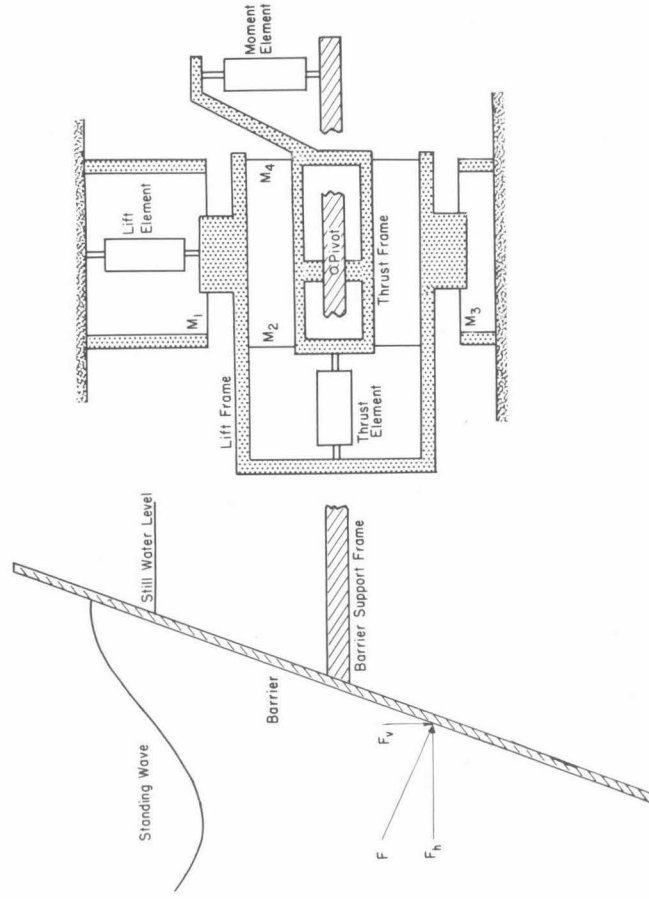 Standing Wave
Still Water Level
Barrier
Barrier Support Frame
Fv
F
Fh
Lift
Element
M1
Lift Frame
M2
M4
Pivot
Thrust Frame
Thrust
Element
M3
Moment
Element